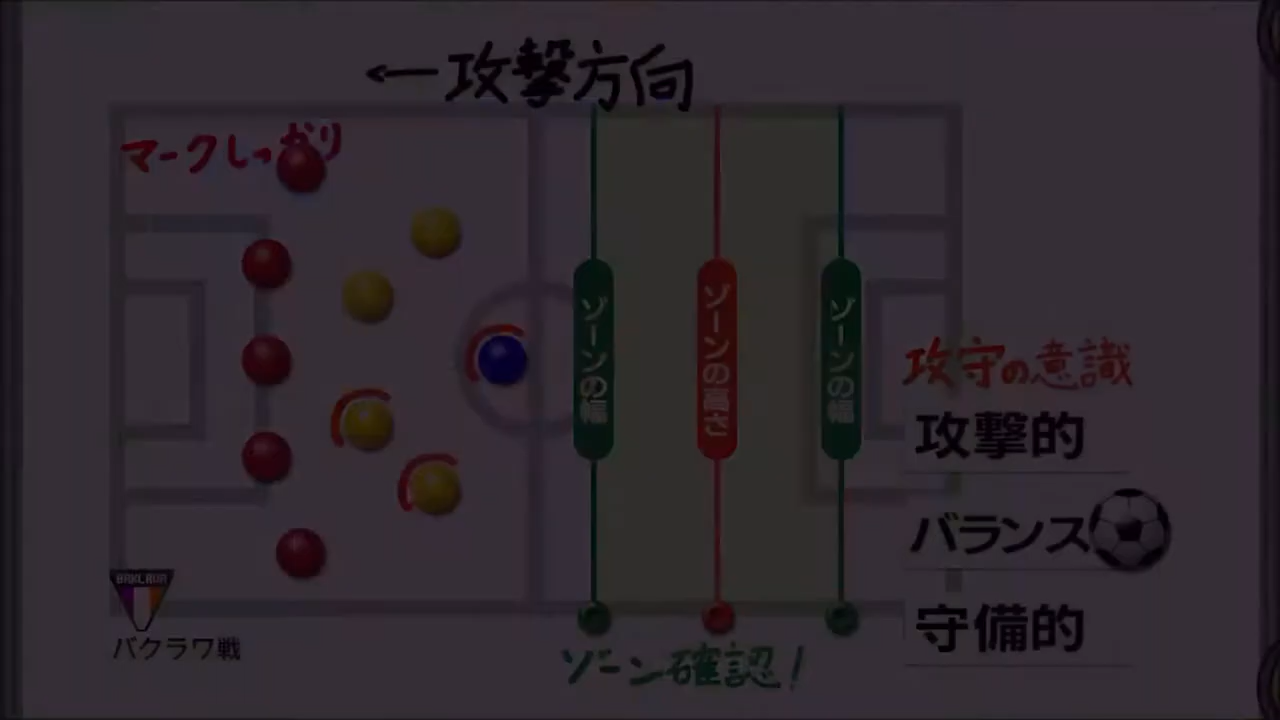 ←攻撃方向
マークしっかり
ゾーンの幅
ゾーンの高さ
ゾーンの幅
攻守の意識
攻撃的
バランス
守備的
BAKLAUA
バクラワ戦
ゾーン確認!